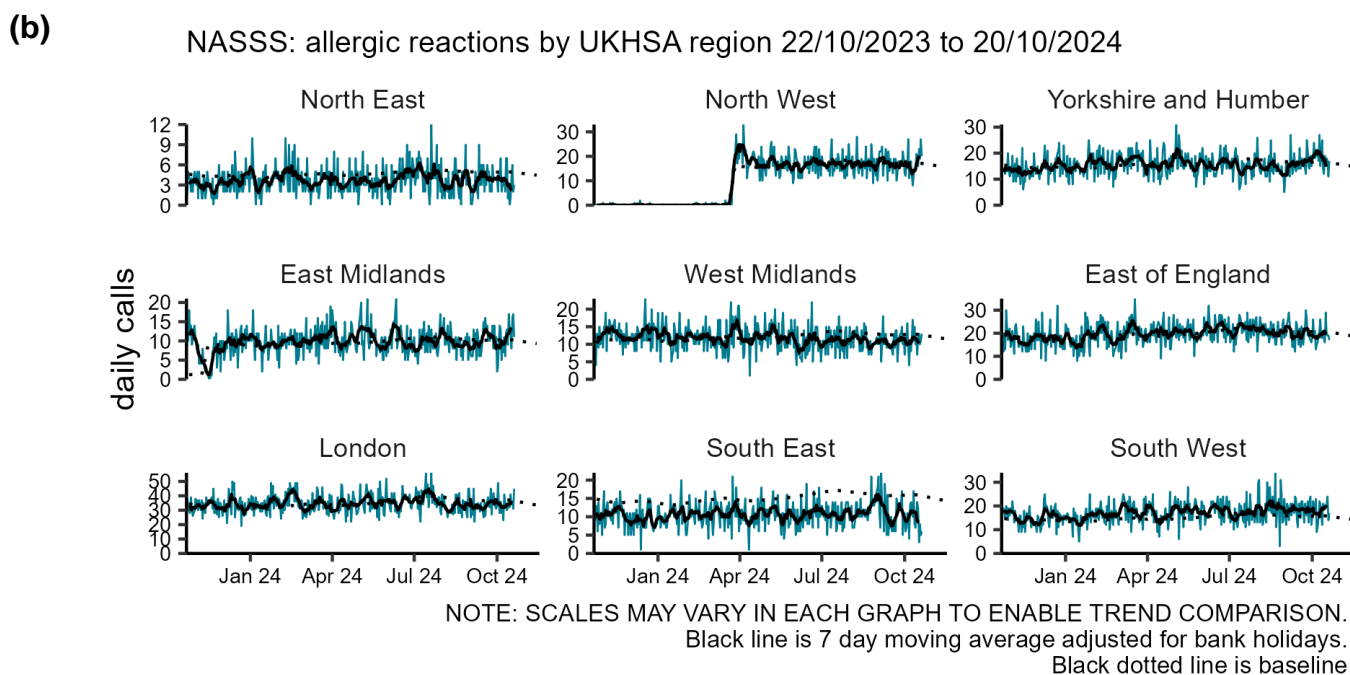 (b)
NASSS: allergic reactions by UKHSA region 22/10/2023 to 20/10/2024
North East
North West
Yorkshire and Humber
12
9
6
3
0
30
20
10
0
30
20
10
0
daily calls
East Midlands
West Midlands
East of England
20
15
10
5
0
20
15
10
5
0
30
20
10
0
London
South East
South West
50
40
30
20
10
0
20
15
10
5
0
30
20
10
0
Jan 24 Apr 24 Jul 24 Oct 24
Jan 24 Apr 24 Jul 24 Oct 24
Jan 24 Apr 24 Jul 24 Oct 24
NOTE: SCALES MAY VARY IN EACH GRAPH TO ENABLE TREND COMPARISON.
Black line is 7 day moving average adjusted for bank holidays.
Black dotted line is baseline